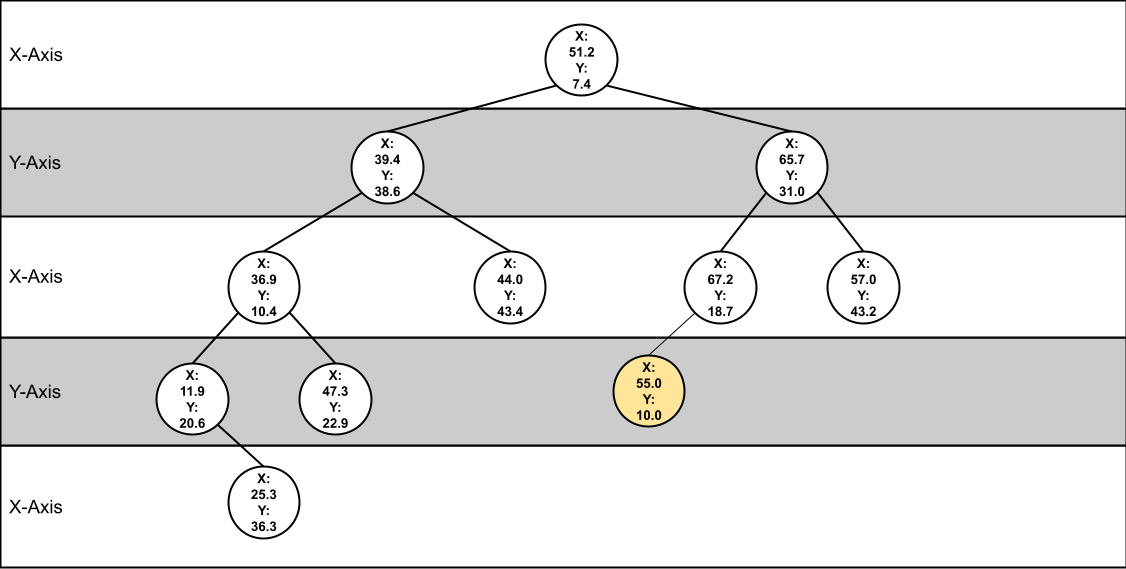 X-Axis
X:
51.2
Y:
7.4
Y-Axis
X:
39.4
Y:
38.6
X:
65.7
Y:
31.0
X-Axis
X:
36.9
Y:
10.4
X:
44.0
Y:
43.4
X:
67.2
Y:
18.7
X:
57.0
Y:
43.2
Y-Axis
X:
11.9
Y:
20.6
X:
47.3
Y:
22.9
X:
55.0
Y:
10.0
X-Axis
X:
25.3
Y:
36.3